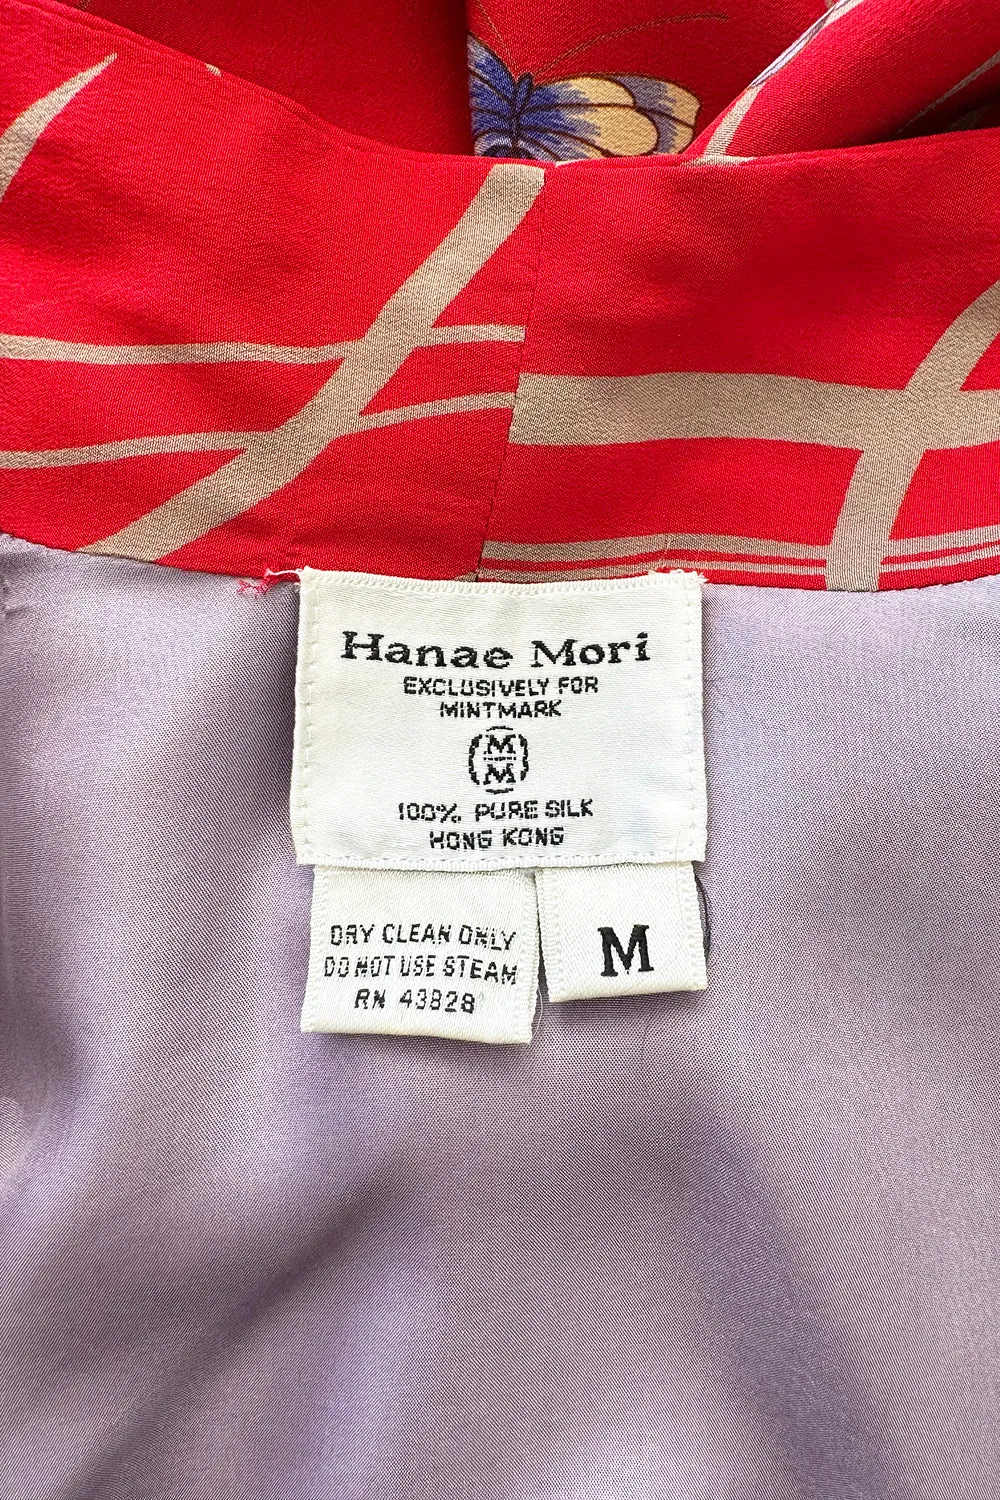 Hanae Mori
EXCLUSIVELY FOR
MINTMARK
M
M
100% PURE SILK
HONG KONG
DRY CLEAN ONLY
DO NOT USE STEAM
RN 43828
M